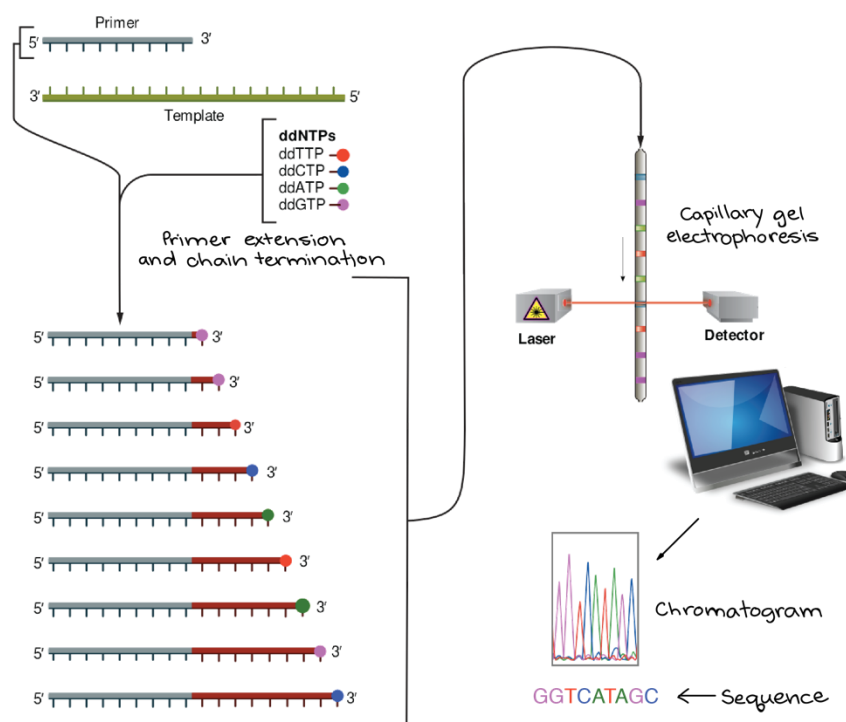 Primer
5′ 3′
3′ 5′
Template
ddNTPs
ddTTP
ddCTP
ddATP
ddGTP
Primer extension
and chain termination
5′ 3′
5′ 3′
5′ 3′
5′ 3′
5′ 3′
5′ 3′
5′ 3′
5′ 3′
5′ 3′
Capillary gel
electrophoresis
Laser
Detector
Chromatogram
GGTCATAGC
Sequence